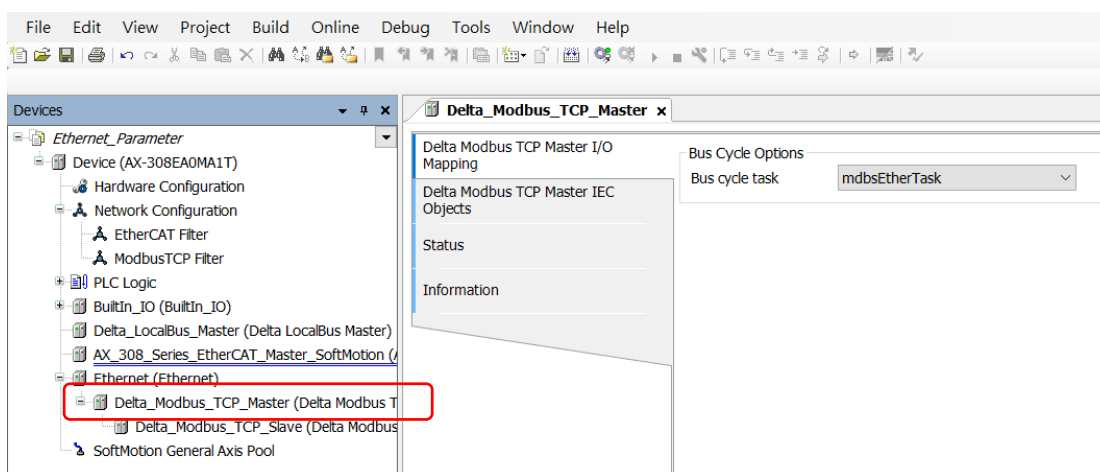 File Edit View Project Build Online Debug Tools Window Help
Devices
Ethernet_Parameter
Device (AX-308EA0MA1T)
Hardware Configuration
Network Configuration
EtherCAT Filter
ModbusTCP Filter
PLC Logic
BuiltIn_IO (BuiltIn_IO)
Delta_LocalBus_Master (Delta LocalBus Master)
AX_308_Series_EtherCAT_Master_SoftMotion (
Ethernet (Ethernet)
Delta_Modbus_TCP_Master (Delta Modbus T
Delta_Modbus_TCP_Slave (Delta Modbus
SoftMotion General Axis Pool
Delta_Modbus_TCP_Master x
Delta Modbus TCP Master I/O
Mapping
Delta Modbus TCP Master IEC
Objects
Status
Information
Bus Cycle Options
Bus cycle task mdbsEtherTask